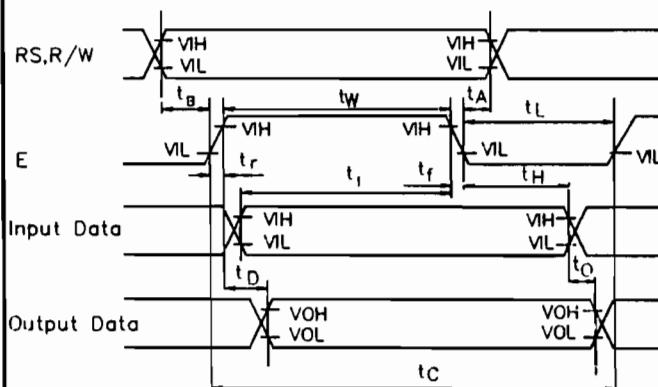 RS,R/W
VIH
VIL
VIH
VIL
tB
tW
tA
tL
E
VIL
VIH
VIH
VIL
VIL
tr
tf
tI
tH
Input Data
VIH
VIL
VIH
VIL
tD
tO
Output Data
VOH
VOL
VOH
VOL
tC